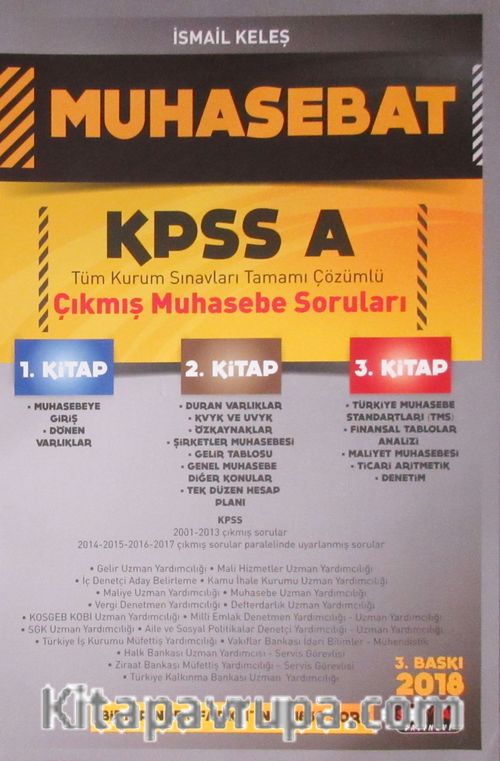 İSMAİL KELEŞ
MUHASEBAT
KPSS A
Tüm Kurum Sınavları Tamamı Çözümlü
Çıkmış Muhasebe Soruları
1. KİTAP
2. KİTAP
3. KİTAP
• MUHASEBEYE
GİRİŞ
• DÖNEN
VARLIKLAR
• DURAN VARLIKLAR
• KVYK VE UVYK
• ÖZKAYNAKLAR
• ŞİRKETLER MUHASEBESİ
• GELİR TABLOSU
• GENEL MUHASEBE
DİĞER KONULAR
• TEK DÜZEN HESAP
PLANI
• TÜRKİYE MUHASEBE
STANDARTLARI (TMS)
• FİNANSAL TABLOLAR
ANALİZİ
• MALİYET MUHASEBESİ
• TİCARİ ARİTMETİK
• DENETİM
KPSS
2001-2013 çıkmış sorular
2014-2015-2016-2017 çıkmış sorular paralelinde uyarlanmış sorular
• Gelir Uzman Yardımcılığı • Mali Hizmetler Uzman Yardımcılığı
• İç Denetçi Aday Belirleme • Kamu İhale Kurumu Uzman Yardımcılığı
• Maliye Uzman Yardımcılığı • Muhasebe Uzman Yardımcılığı
• Vergi Denetmen Yardımcılığı • Defterdarlık Uzman Yardımcılığı
• KOSGEB KOBİ Uzman Yardımcılığı • Milli Emlak Denetmen Yardımcılığı - Uzman Yardımcılığı
• SGK Uzman Yardımcılığı • Aile ve Sosyal Politikalar Denetçi Yardımcılığı - Uzman Yardımcılığı
• Türkiye İş Kurumu Müfettiş Yardımcılığı • Vakıflar Bankası İdari Bilimler - Mühendislik
• Halk Bankası Uzman Yardımcısı - Servis Görevlisi
• Ziraat Bankası Müfettiş Yardımcılığı - Servis Görevlisi
• Türkiye Kalkınma Bankası Uzman Yardımcılığı
3. BASKI
2018
Kitapavrupa.com